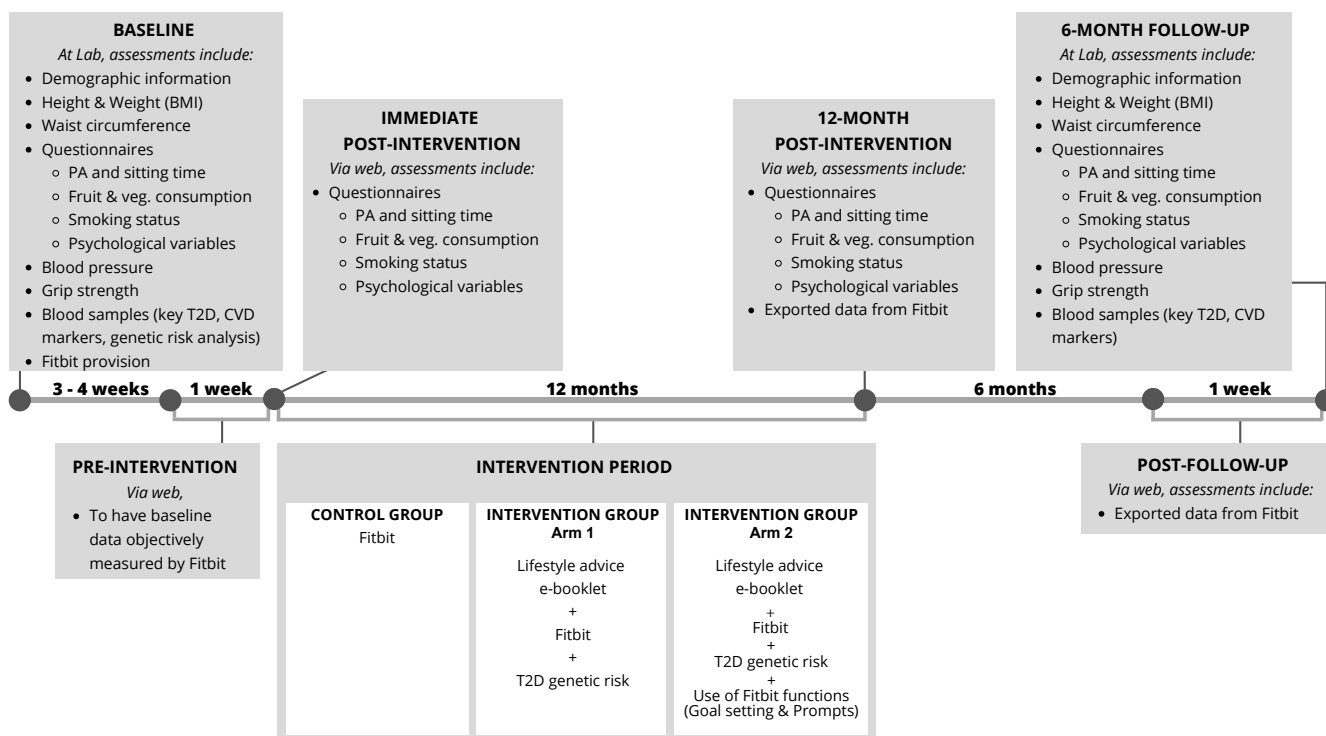 BASELINE
At Lab, assessments include:
• Demographic information
• Height & Weight (BMI)
• Waist circumference
• Questionnaires
○ PA and sitting time
○ Fruit & veg. consumption
○ Smoking status
○ Psychological variables
• Blood pressure
• Grip strength
• Blood samples (key T2D, CVD
markers, genetic risk analysis)
• Fitbit provision
IMMEDIATE
POST-INTERVENTION
Via web, assessments include:
• Questionnaires
○ PA and sitting time
○ Fruit & veg. consumption
○ Smoking status
○ Psychological variables
12-MONTH
POST-INTERVENTION
Via web, assessments include:
• Questionnaires
○ PA and sitting time
○ Fruit & veg. consumption
○ Smoking status
○ Psychological variables
• Exported data from Fitbit
6-MONTH FOLLOW-UP
At Lab, assessments include:
• Demographic information
• Height & Weight (BMI)
• Waist circumference
• Questionnaires
○ PA and sitting time
○ Fruit & veg. consumption
○ Smoking status
○ Psychological variables
• Blood pressure
• Grip strength
• Blood samples (key T2D, CVD
markers)
3 - 4 weeks
1 week
12 months
6 months
1 week
PRE-INTERVENTION
Via web,
• To have baseline
data objectively
measured by Fitbit
INTERVENTION PERIOD
CONTROL GROUP
Fitbit
INTERVENTION GROUP
Arm 1
Lifestyle advice
e-booklet
+
Fitbit
+
T2D genetic risk
INTERVENTION GROUP
Arm 2
Lifestyle advice
e-booklet
+
Fitbit
+
T2D genetic risk
+
Use of Fitbit functions
(Goal setting & Prompts)
POST-FOLLOW-UP
Via web, assessments include:
• Exported data from Fitbit